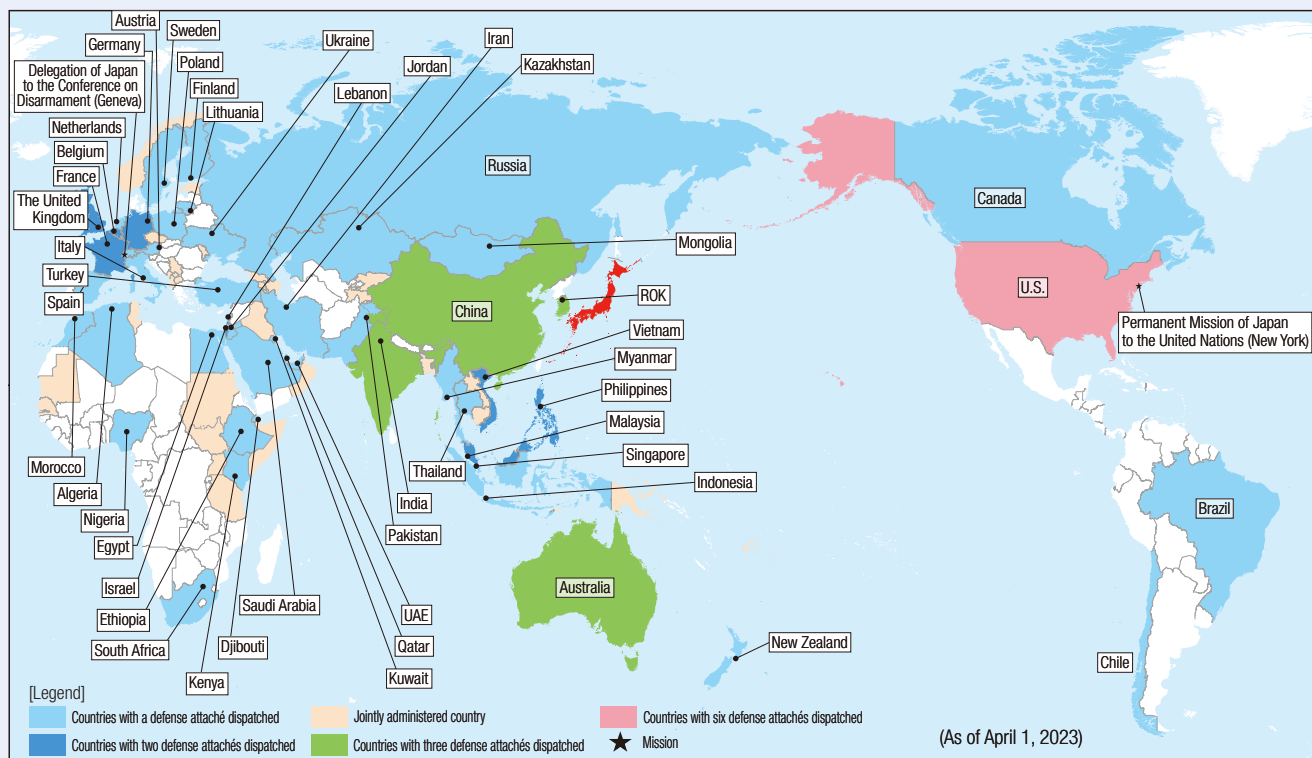 Austria
Sweden
Germany
Ukraine
Iran
Delegation of Japan
to the Conference on
Disarmament (Geneva)
Poland
Jordan
Kazakhstan
Finland
Lebanon
Lithuania
Netherlands
Belgium
France
Russia
The United
Kingdom
Canada
Italy
Mongolia
Turkey
Spain
ROK
U.S.
China
Vietnam
Permanent Mission of Japan
to the United Nations (New York)
Myanmar
Philippines
Malaysia
Singapore
Morocco
Thailand
Indonesia
Algeria
India
Nigeria
Pakistan
Brazil
Egypt
Israel
Australia
Saudi Arabia
Ethiopia
UAE
South Africa
Djibouti
Qatar
New Zealand
Kenya
Kuwait
Chile
[Legend]
Countries with a defense attaché dispatched
Jointly administered country
Countries with six defense attachés dispatched
Countries with two defense attachés dispatched
Countries with three defense attachés dispatched
Mission
(As of April 1, 2023)